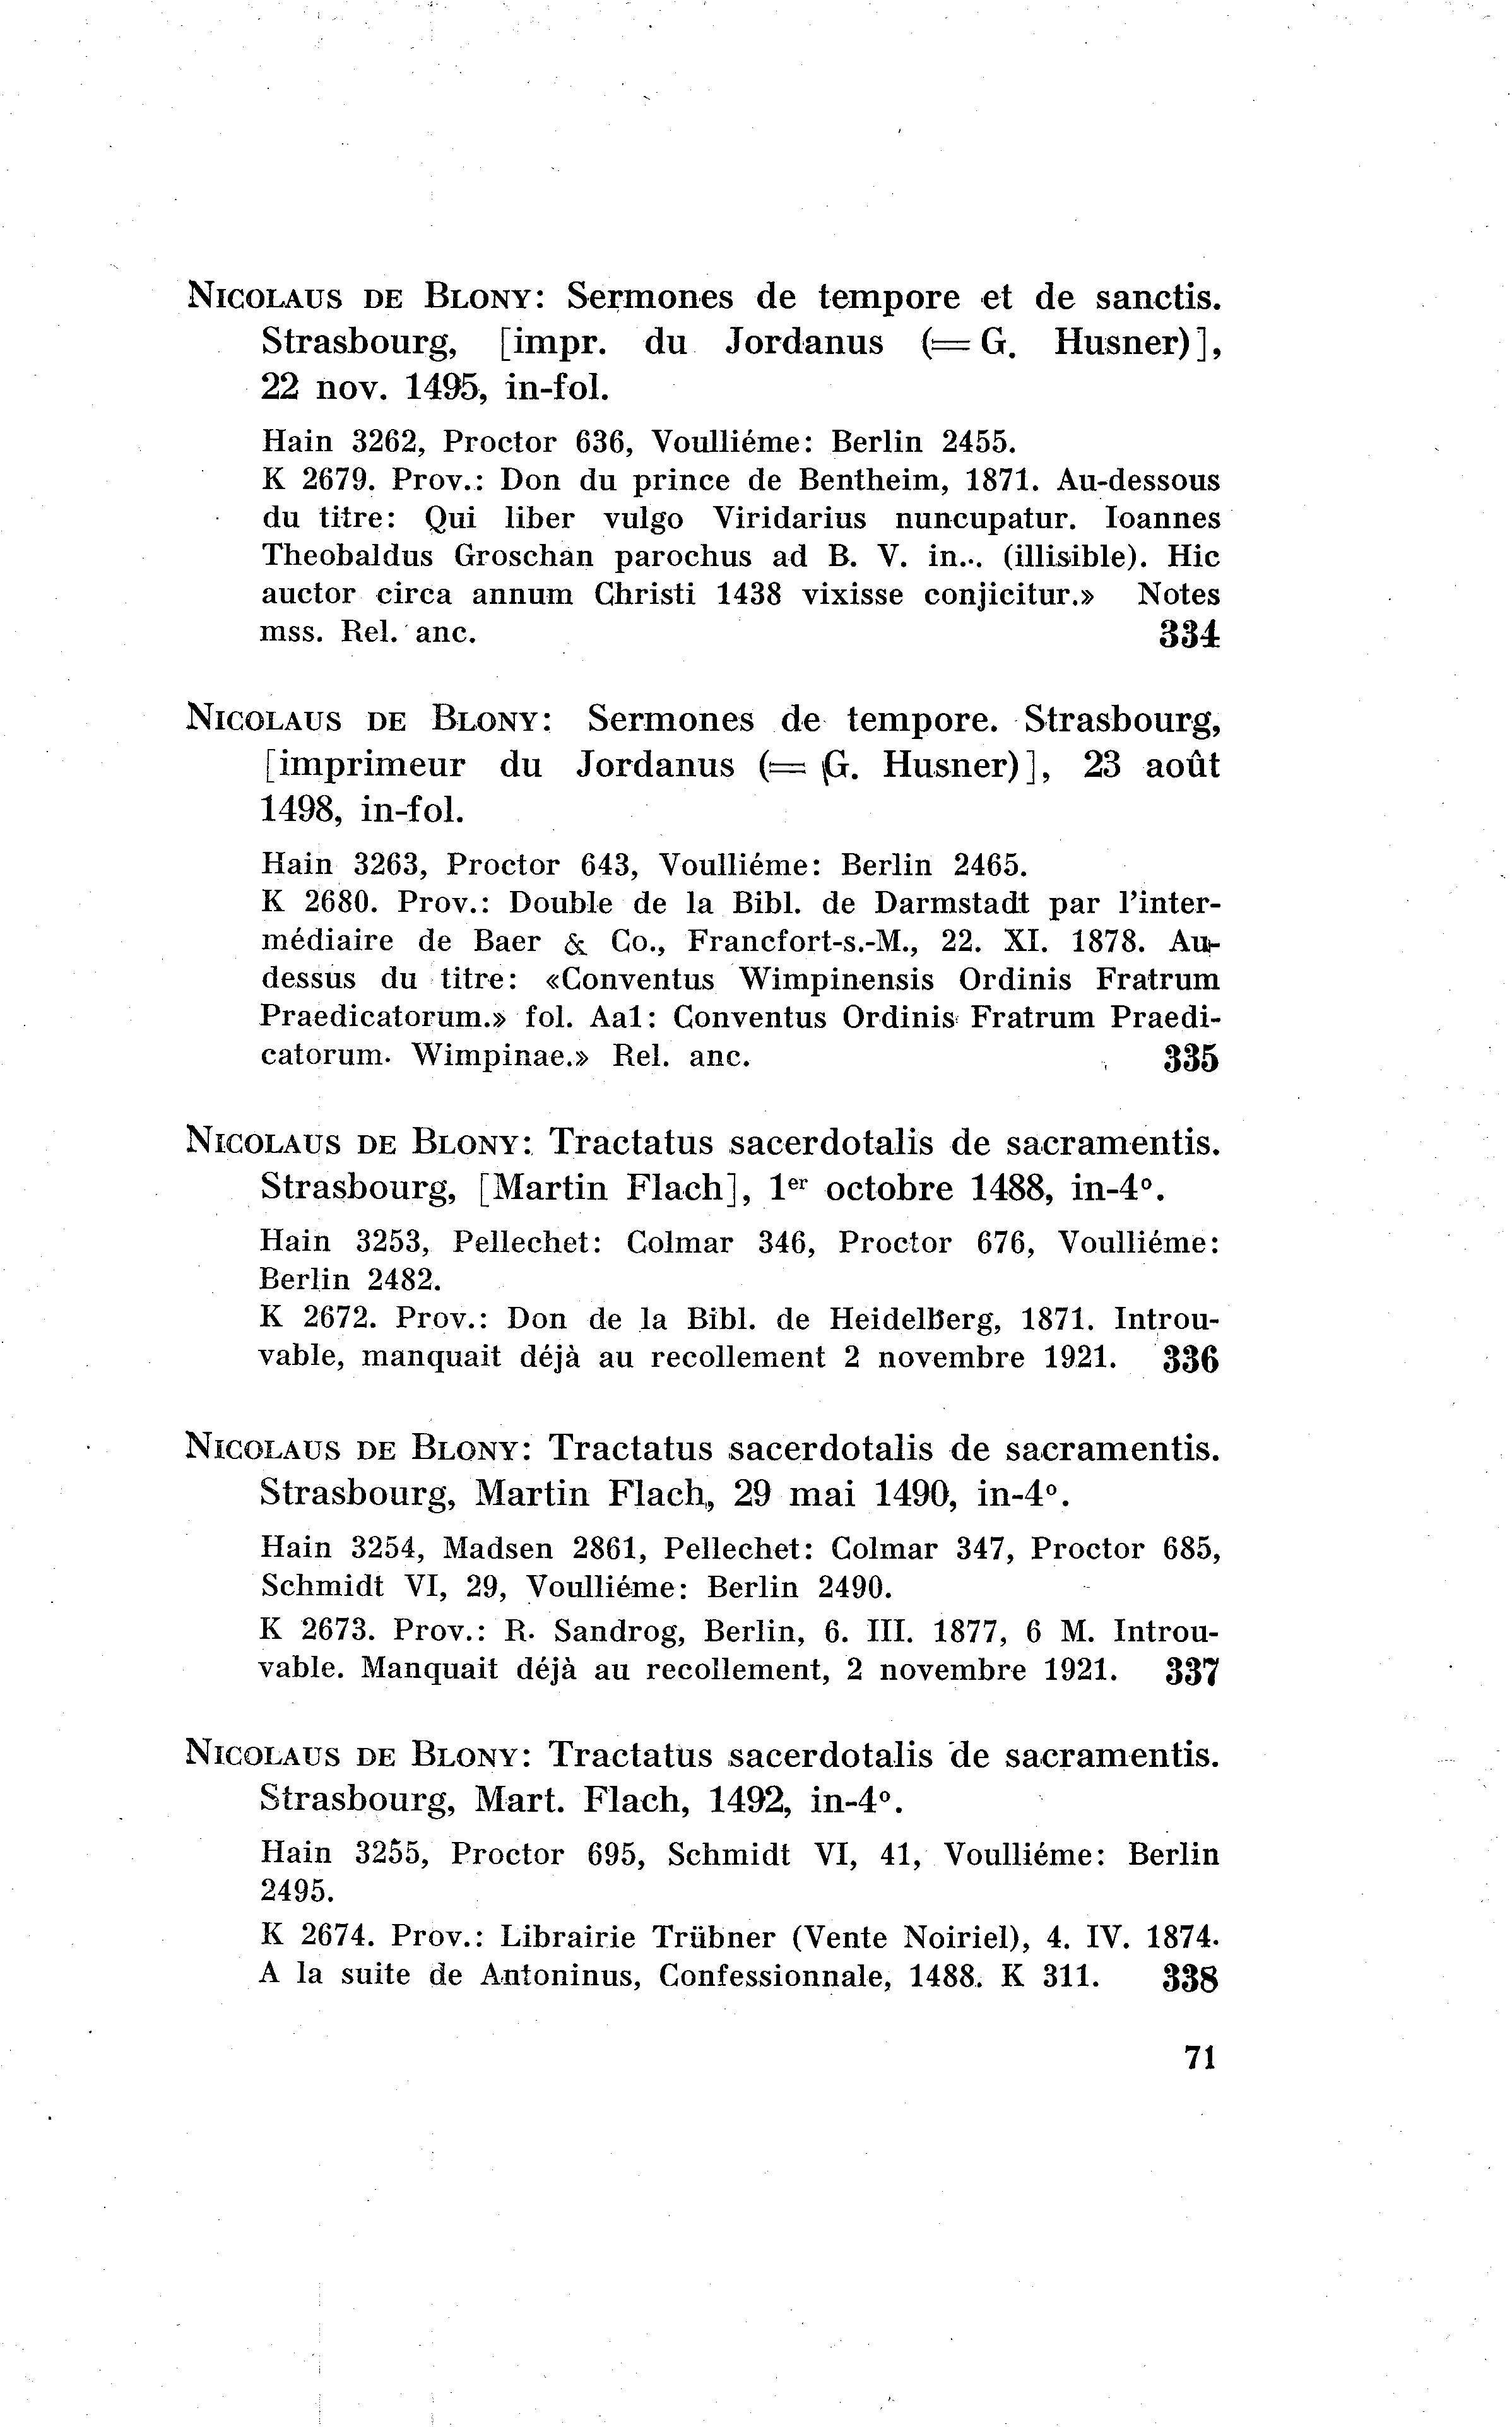 NICOLAUS DE BLONY: Sermones de tempore et de sanctis.
Strasbourg, [impr. du Jordanus (= G. Husner)],
22 nov. 1495, in-fol.
Hain 3262, Proctor 636, Voulliéme: Berlin 2455.
K 2679. Prov.: Don du prince de Bentheim, 1871. Au-dessous
du titre: Qui liber vulgo Viridarius nuncupatur. Ioannes
Theobaldus Groschan parochus ad B. V. in... (illisible). Hic
auctor circa annum Christi 1438 vixisse conjicitur.» Notes
mss. Rel. anc. 334
NICOLAUS DE BLONY: Sermones de tempore. Strasbourg,
[imprimeur du Jordanus (= G. Husner)], 23 août
1498, in-fol.
Hain 3263, Proctor 643, Voulliéme: Berlin 2465.
K 2680. Prov.: Double de la Bibl. de Darmstadt par l'inter-
médiaire de Baer & Co., Francfort-s.-M., 22. XI. 1878. Au-
dessus du titre: «Conventus Wimpinensis Ordinis Fratrum
Praedicatorum.» fol. Aa1: Conventus Ordinis Fratrum Praedi-
catorum. Wimpinae.» Rel. anc. 335
NICOLAUS DE BLONY: Tractatus sacerdotalis de sacramentis.
Strasbourg, [Martin Flach], 1er octobre 1488, in-4º.
Hain 3253, Pellechet: Colmar 346, Proctor 676, Voulliéme:
Berlin 2482.
K 2672. Prov.: Don de la Bibl. de Heidelberg, 1871. Introu-
vable, manquait déjà au recollement 2 novembre 1921. 336
NICOLAUS DE BLONY: Tractatus sacerdotalis de sacramentis.
Strasbourg, Martin Flach, 29 mai 1490, in-4º.
Hain 3254, Madsen 2861, Pellechet: Colmar 347, Proctor 685,
Schmidt VI, 29, Voulliéme: Berlin 2490.
K 2673. Prov.: R. Sandrog, Berlin, 6. III. 1877, 6 M. Introu-
vable. Manquait déjà au recollement, 2 novembre 1921. 337
NICOLAUS DE BLONY: Tractatus sacerdotalis de sacramentis.
Strasbourg, Mart. Flach, 1492, in-4º.
Hain 3255, Proctor 695, Schmidt VI, 41, Voulliéme: Berlin
2495.
K 2674. Prov.: Librairie Trübner (Vente Noiriel), 4. IV. 1874.
A la suite de Antoninus, Confessionnale, 1488. K 311. 338
71